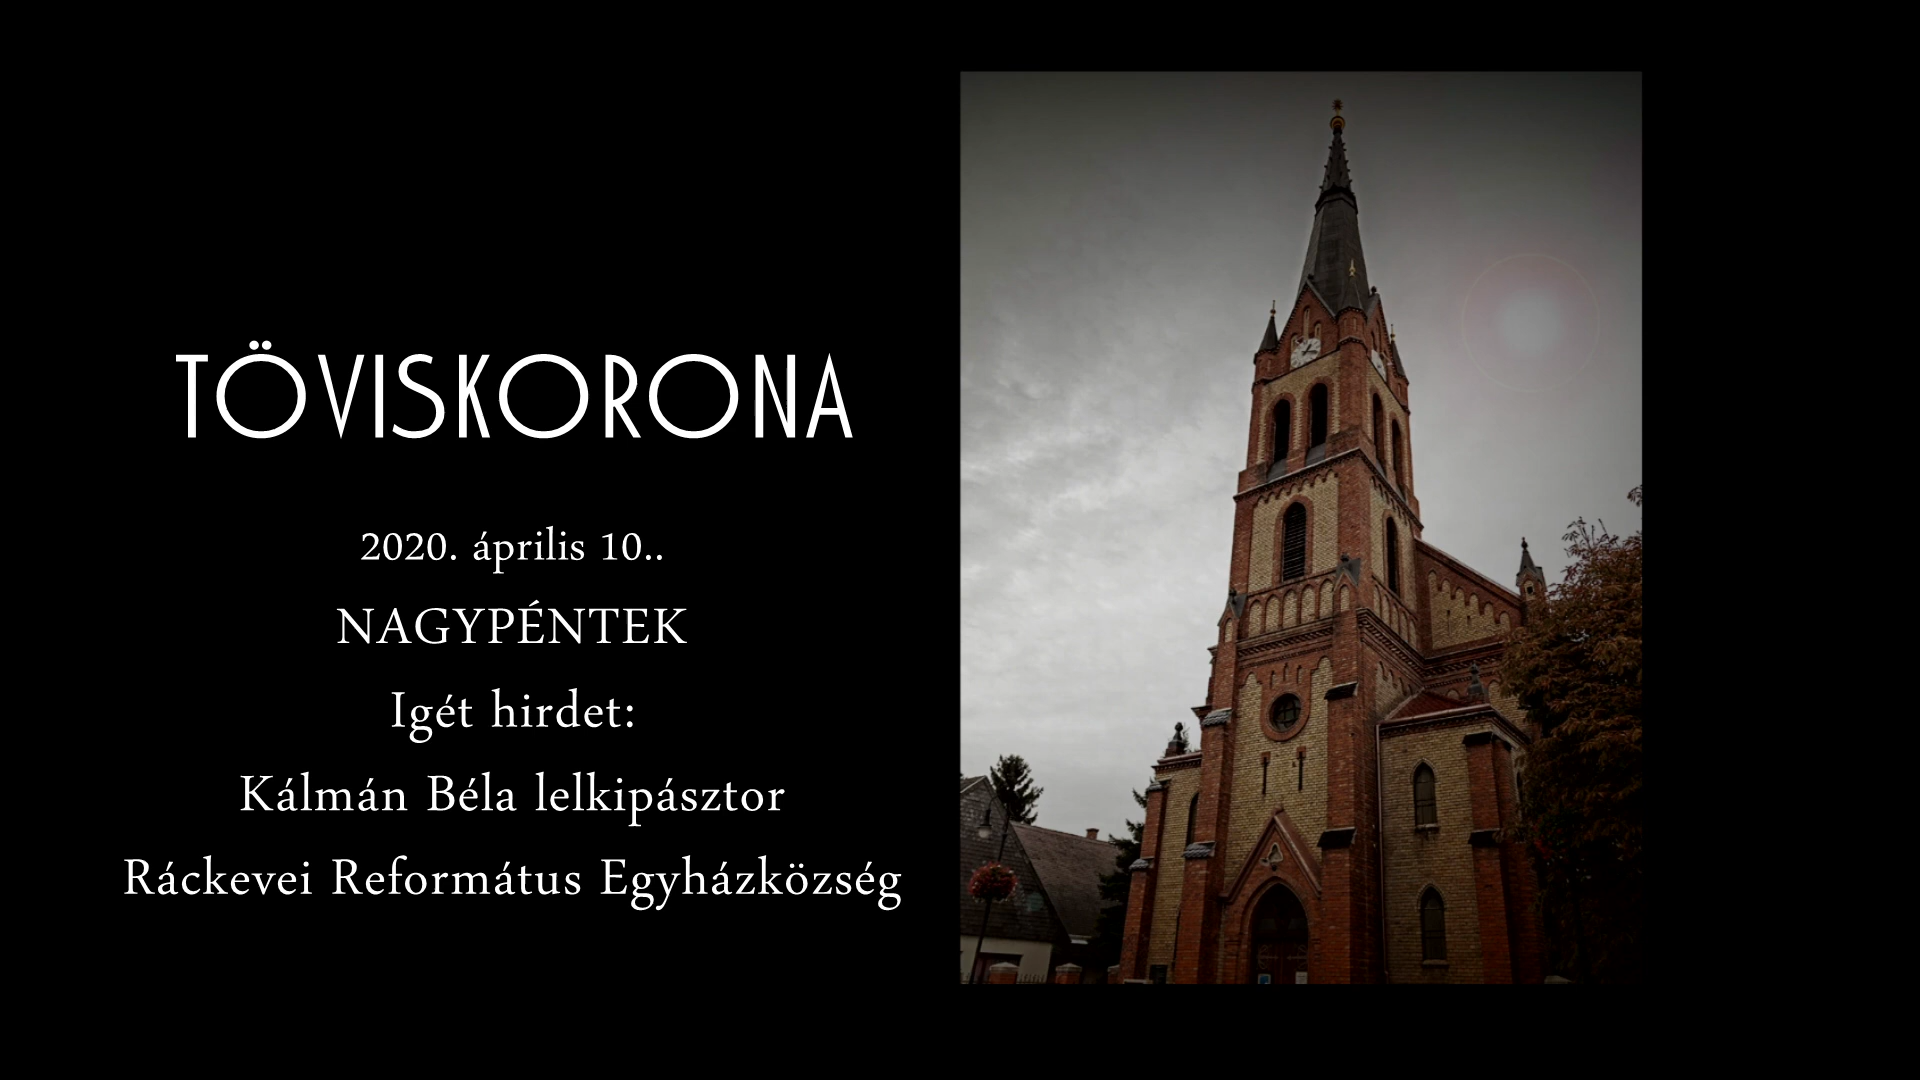 TÖVISKORONA
2020. április 10..
NAGYPÉNTEK
Igét hirdet:
Kálmán Béla lelkipásztor
Ráckevei Református Egyházközség